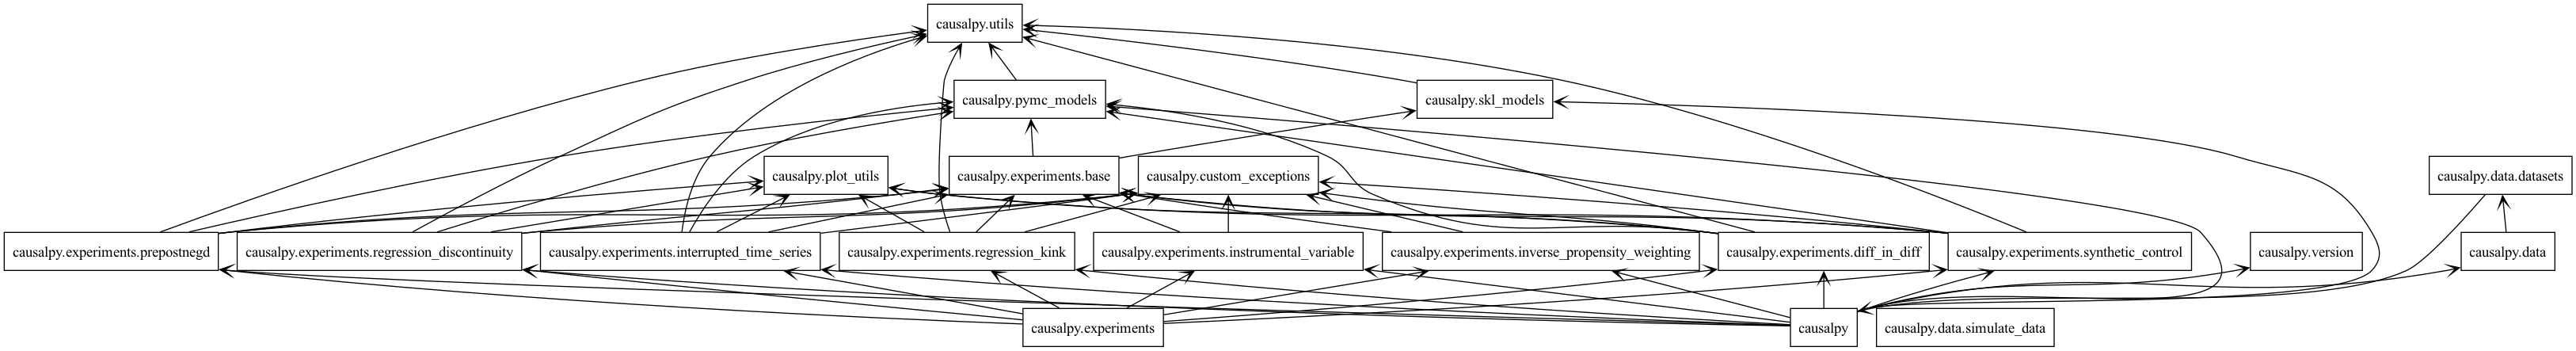 causalpy.utils
causalpy.pymc_models
causalpy.skl_models
causalpy.plot_utils
causalpy.experiments.base
causalpy.custom_exceptions
causalpy.data.datasets
causalpy.experiments.prepostnegd
causalpy.experiments.regression_discontinuity
causalpy.experiments.interrupted_time_series
causalpy.experiments.regression_kink
causalpy.experiments.instrumental_variable
causalpy.experiments.inverse_propensity_weighting
causalpy.experiments.diff_in_diff
causalpy.experiments.synthetic_control
causalpy.version
causalpy.data
causalpy.experiments
causalpy
causalpy.data.simulate_data